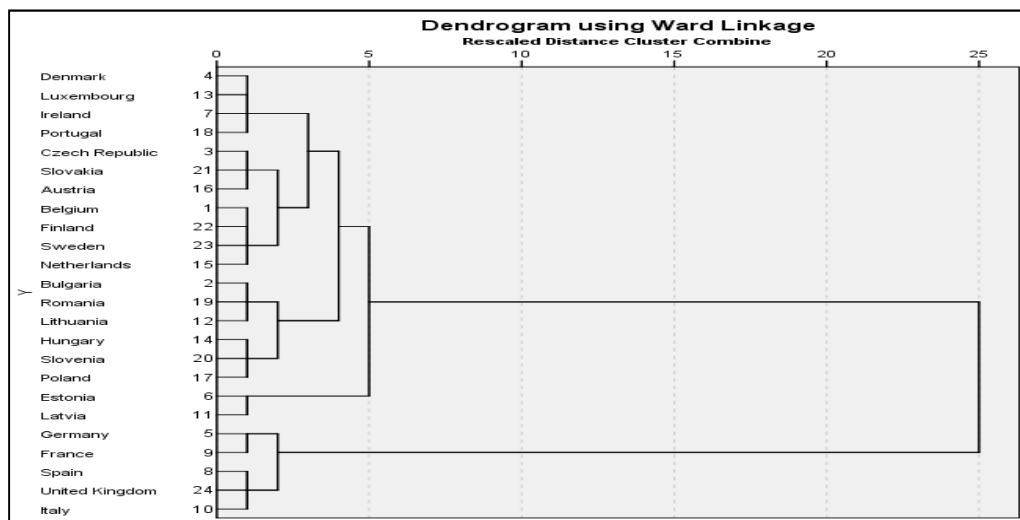 Dendrogram using Ward Linkage
Rescaled Distance Cluster Combine
0 5 10 15 20 25
Denmark 4
Luxembourg 13
Ireland 7
Portugal 18
Czech Republic 3
Slovakia 21
Austria 16
Belgium 1
Finland 22
Sweden 23
Netherlands 15
Bulgaria 2
Y
Romania 19
Lithuania 12
Hungary 14
Slovenia 20
Poland 17
Estonia 6
Latvia 11
Germany 5
France 9
Spain 8
United Kingdom 24
Italy 10